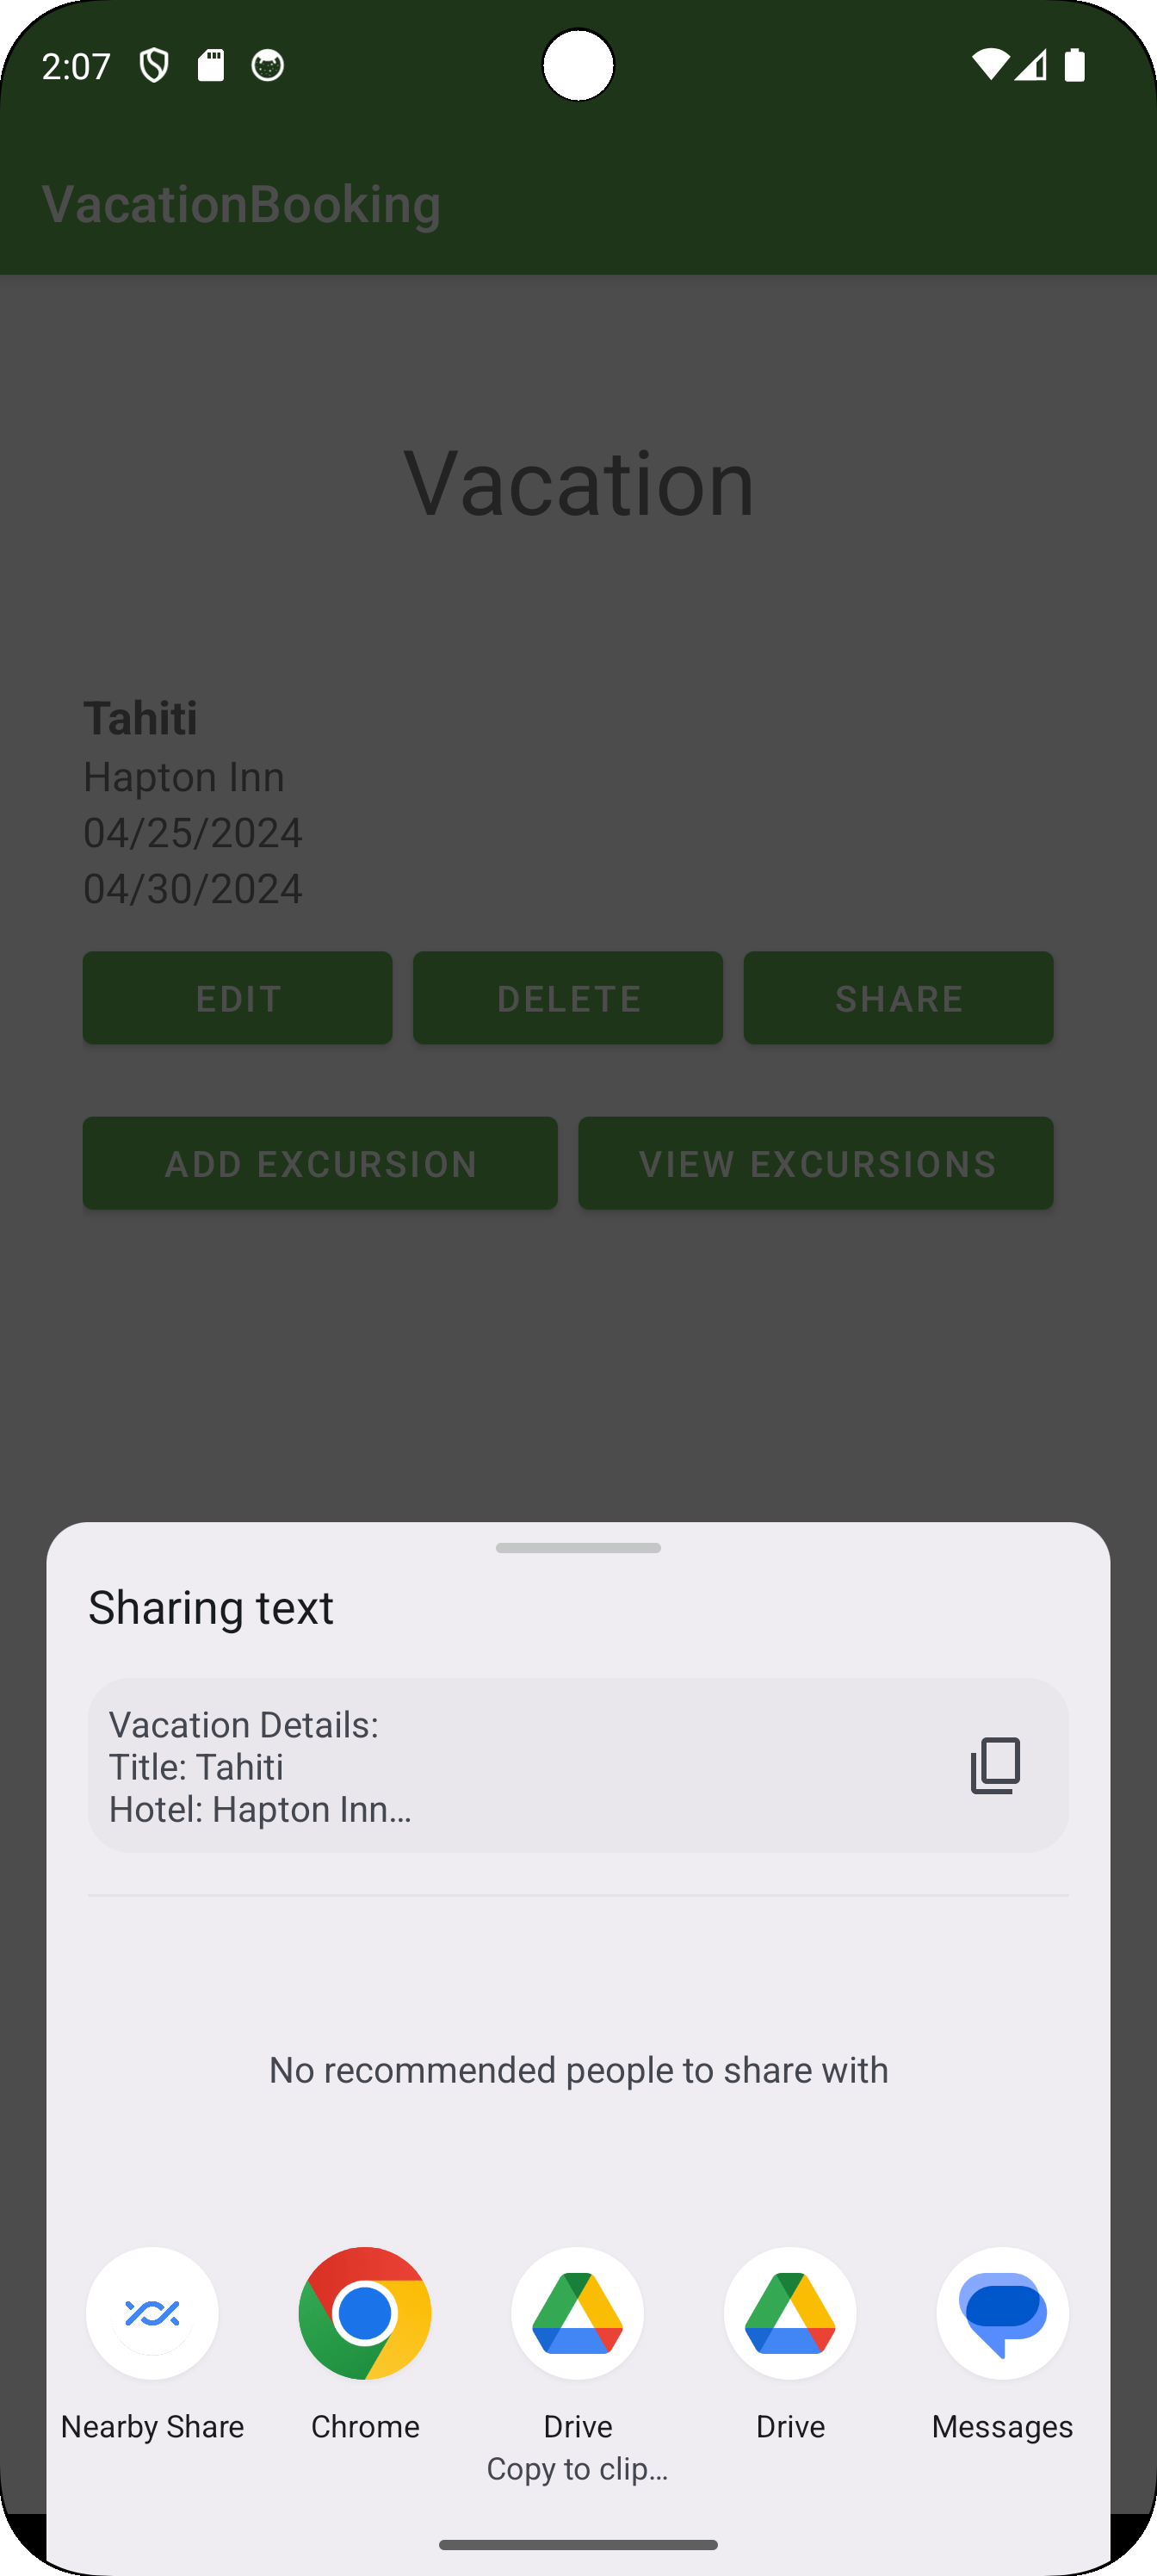 2:07
VacationBooking
Vacation
Tahiti
Hapton Inn
04/25/2024
04/30/2024
EDIT DELETE SHARE
ADD EXCURSION VIEW EXCURSIONS
Sharing text
Vacation Details:
Title: Tahiti
Hotel: Hapton Inn...
No recommended people to share with
Nearby Share Chrome Drive Drive Messages
Copy to clip...